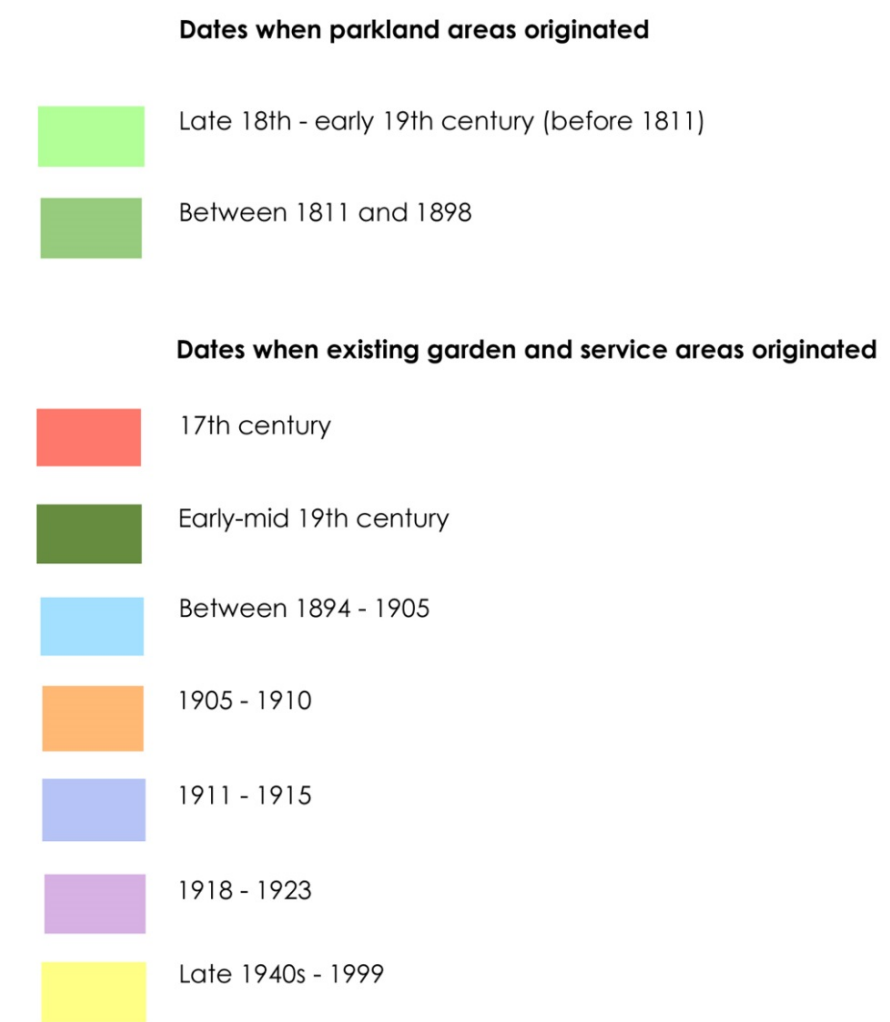 Dates when parkland areas originated
Late 18th - early 19th century (before 1811)
Between 1811 and 1898
Dates when existing garden and service areas originated
17th century
Early-mid 19th century
Between 1894 - 1905
1905 - 1910
1911 - 1915
1918 - 1923
Late 1940s - 1999